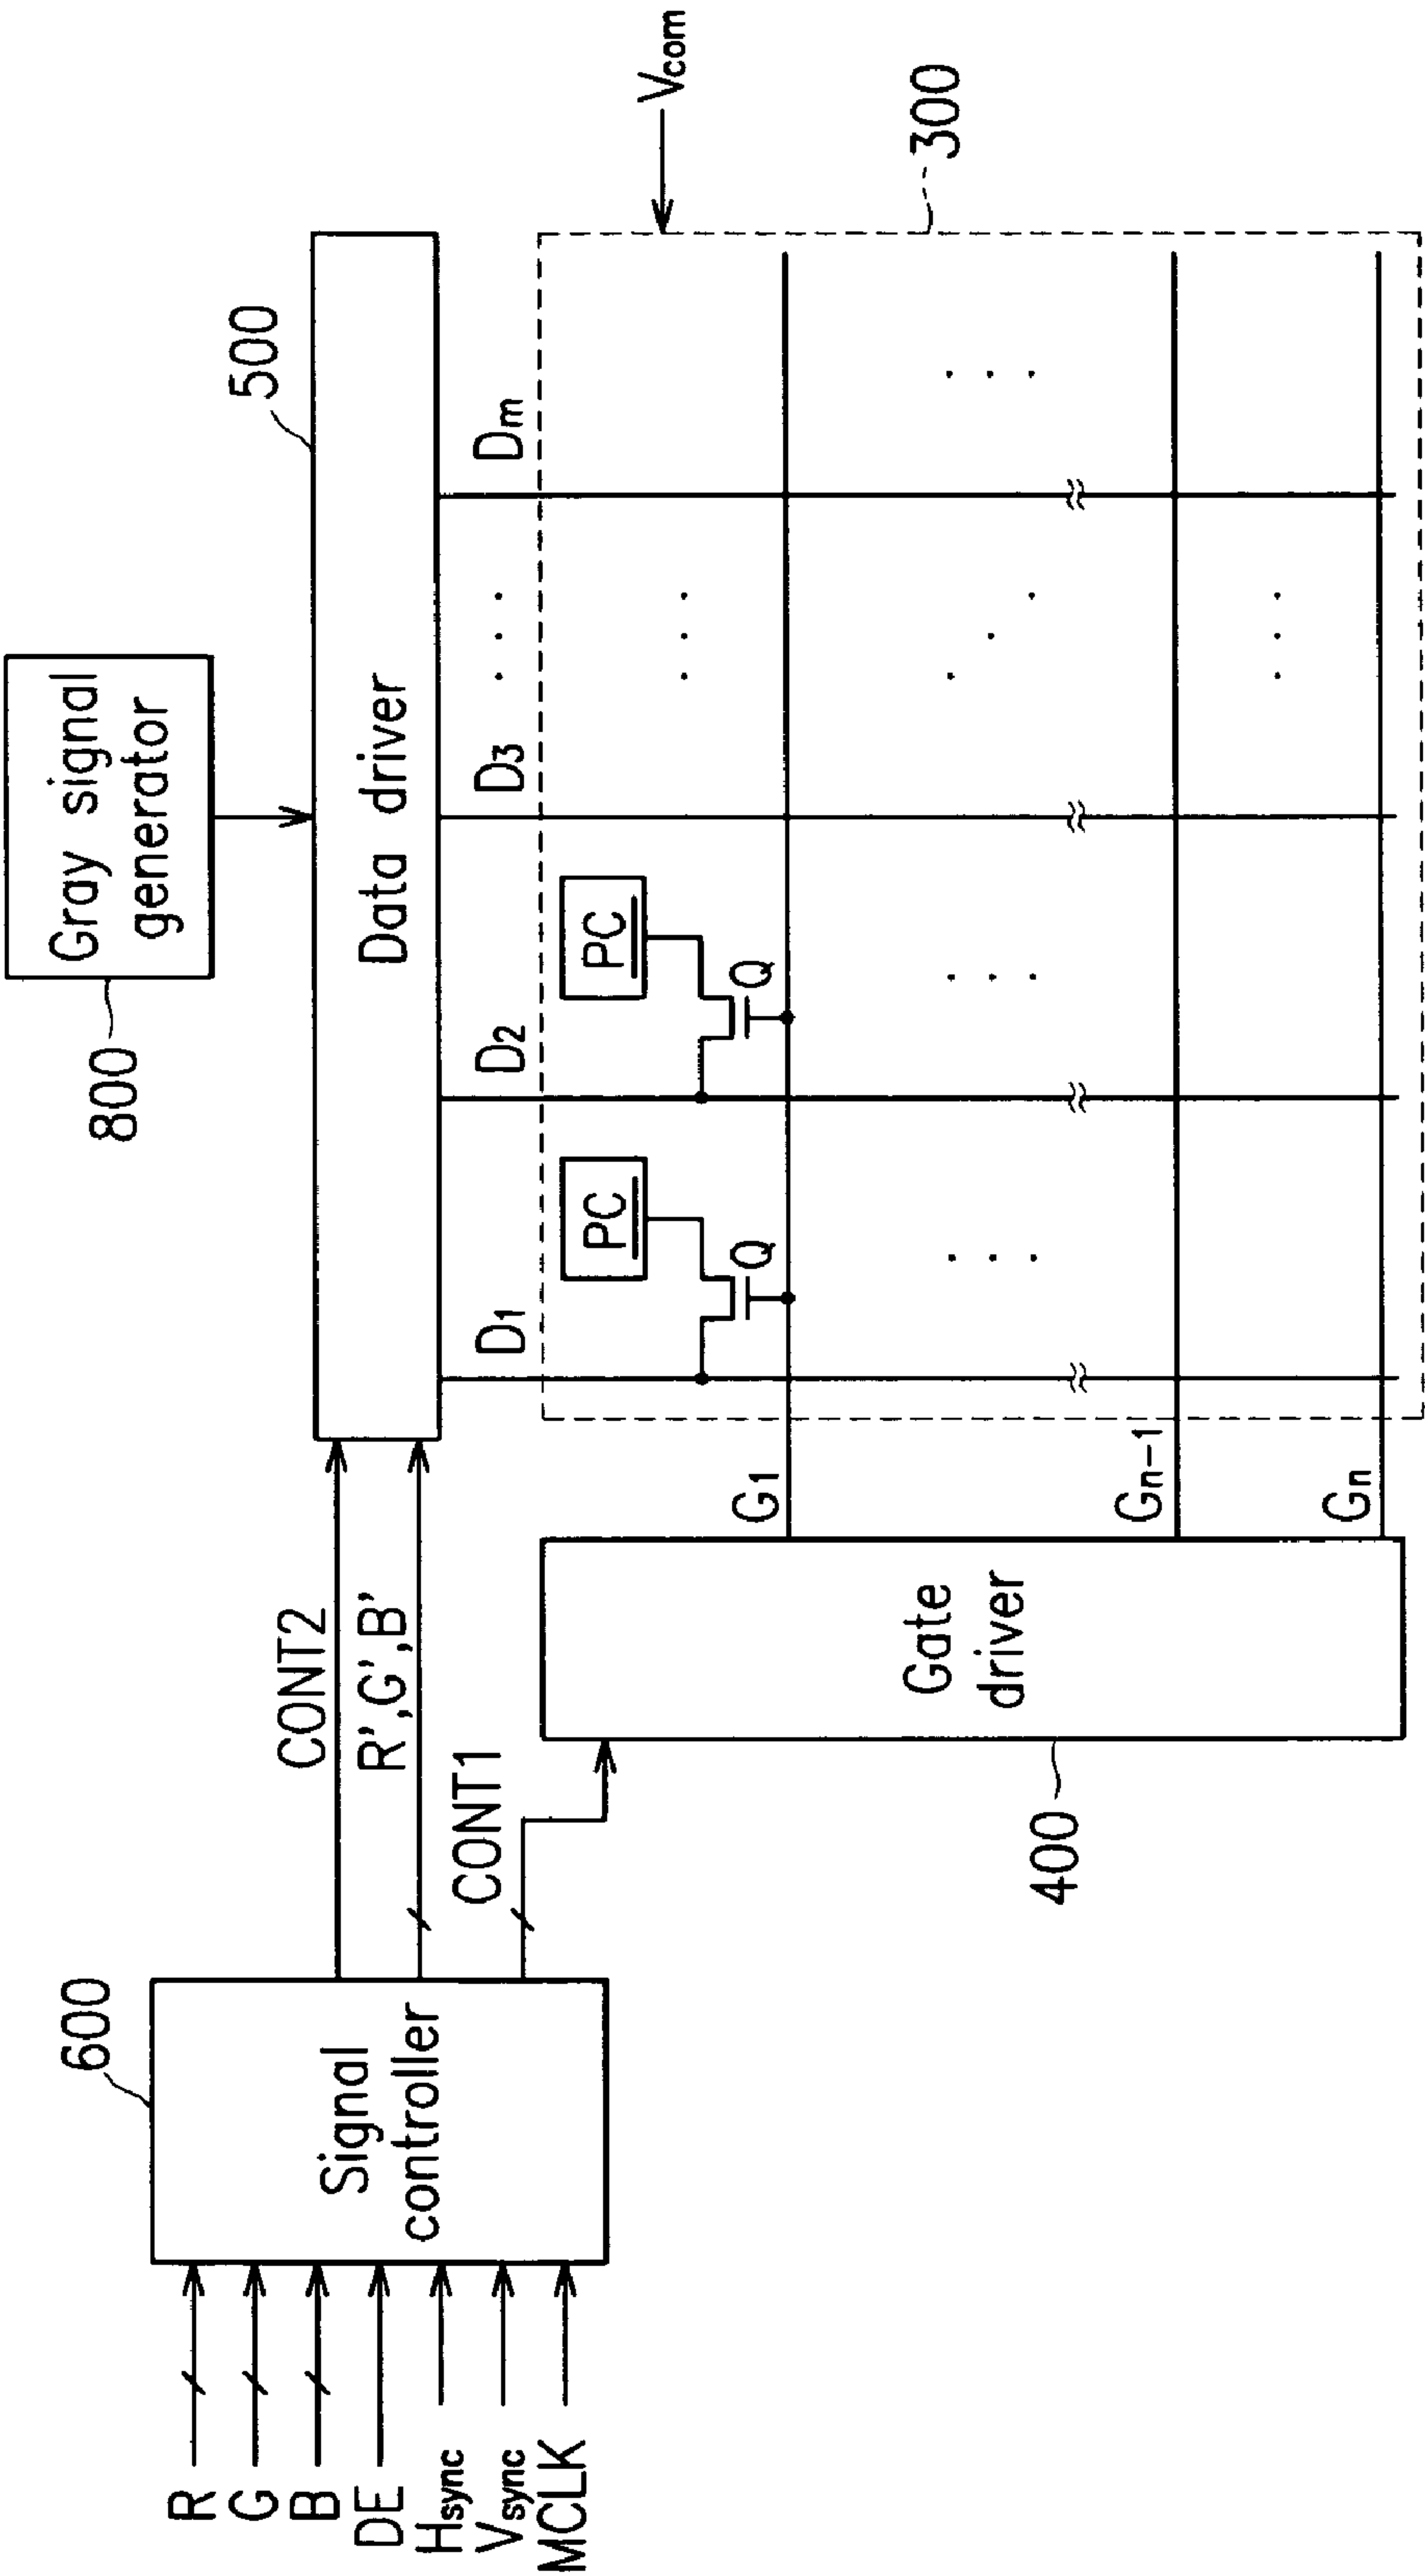 800
Gray signal
generator
500
600
Data driver
CONT2
R',G',B'
CONT1
Signal
controller
R
G
B
DE
Hsync
Vsync
MCLK
D1
D2
D3
Dm
Vcom
PC
PC
Q
Q
300
G1
Gn-1
Gn
Gate
driver
400